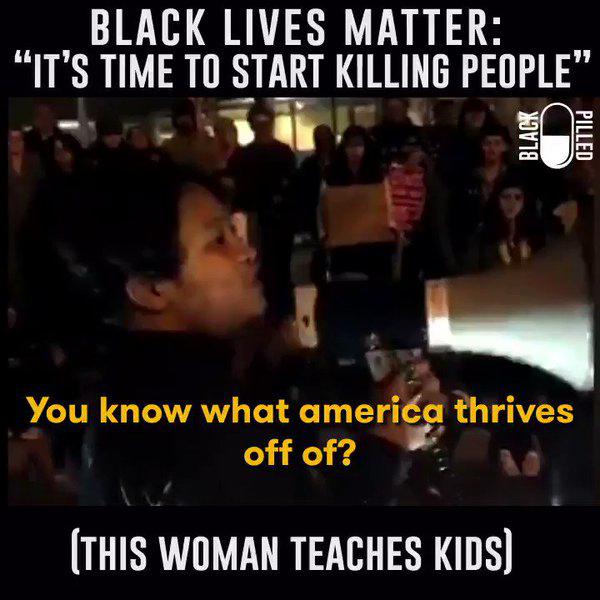 BLACK LIVES MATTER:
“IT’S TIME TO START KILLING PEOPLE”
BLACK PILLED
You know what america thrives
off of?
(THIS WOMAN TEACHES KIDS)